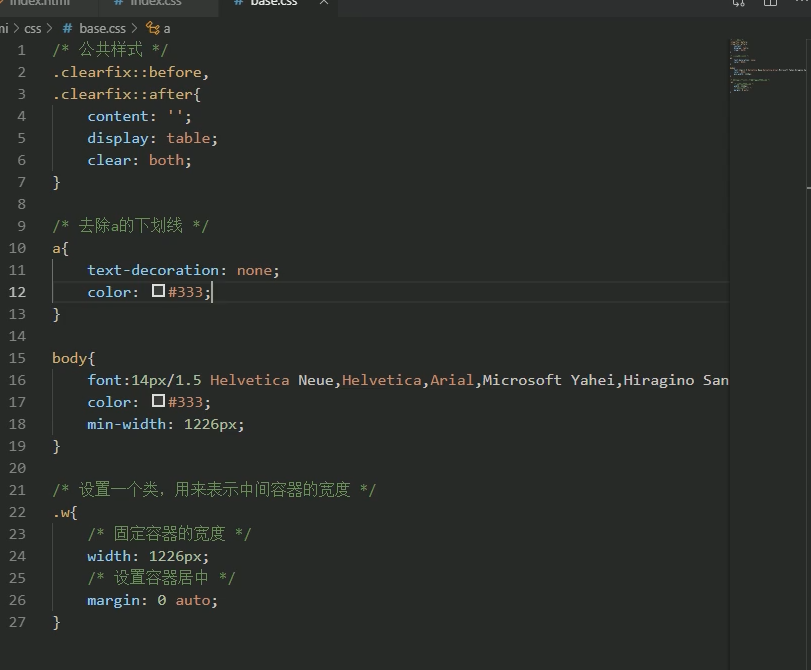 index.html # index.css # base.css ×
mi > css > # base.css > a
1 /* 公共样式 */
2 .clearfix::before,
3 .clearfix::after{
4 content: '';
5 display: table;
6 clear: both;
7 }
8
9 /* 去除a的下划线 */
10 a{
11 text-decoration: none;
12 color: #333;
13 }
14
15 body{
16 font:14px/1.5 Helvetica Neue,Helvetica,Arial,Microsoft Yahei,Hiragino San
17 color: #333;
18 min-width: 1226px;
19 }
20
21 /* 设置一个类，用来表示中间容器的宽度 */
22 .w{
23 /* 固定容器的宽度 */
24 width: 1226px;
25 /* 设置容器居中 */
26 margin: 0 auto;
27 }